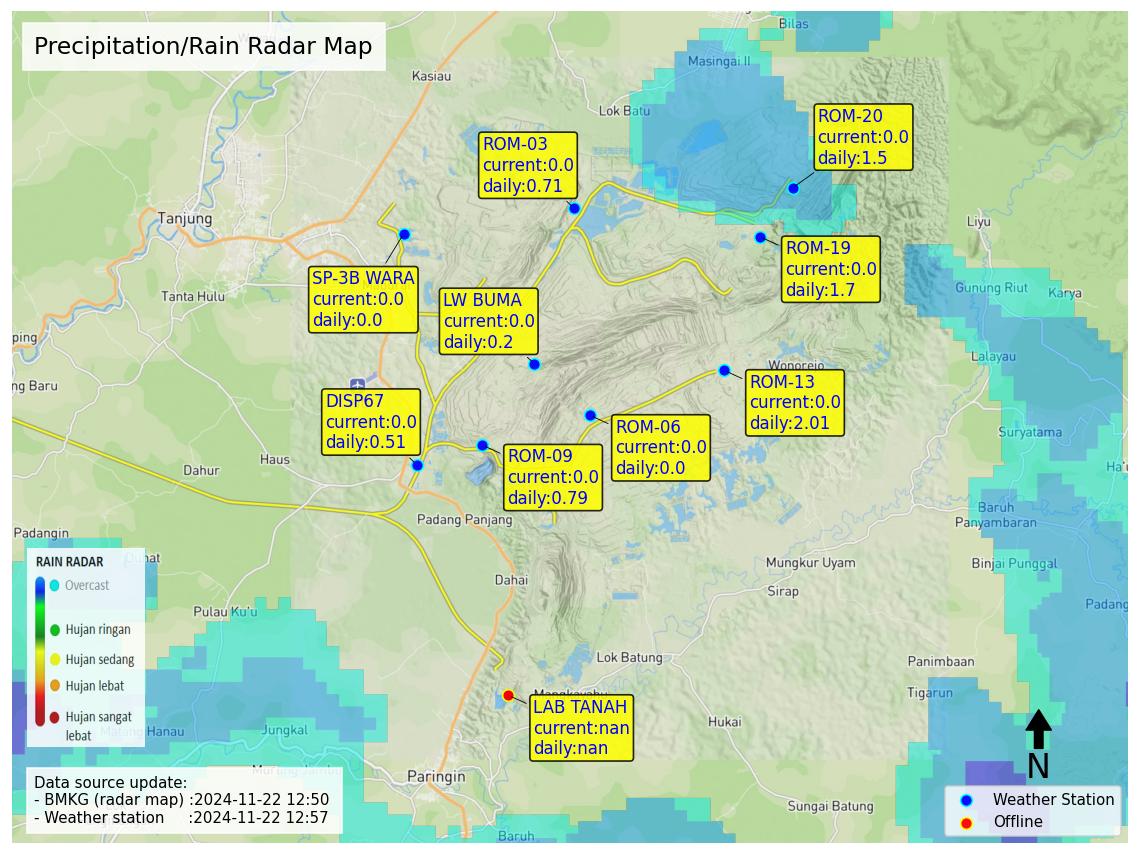 Precipitation/Rain Radar Map
Bilas
Masingai II
Kasiau
Lok Batu
ROM-20
current:0.0
daily:1.5
ROM-03
current:0.0
daily:0.71
Tanjung
Liyu
ROM-19
current:0.0
daily:1.7
SP-3B WARA
current:0.0
daily:0.0
Tanta Hulu
LW BUMA
current:0.0
daily:0.2
Gunung Riut
Karya
ping
Lalayau
Wonorejo
ng Baru
ROM-13
current:0.0
daily:2.01
DISP67
current:0.0
daily:0.51
ROM-06
current:0.0
daily:0.0
Suryatama
ROM-09
current:0.0
daily:0.79
Haus
Dahur
Ha'u
Baruh
Panyambaran
Padang Panjang
Padangin
Binjai Punggal
Mungkur Uyam
Dahai
Sirap
Padang
Pulau Ku'u
RAIN RADAR
Overcast
Hujan ringan
Hujan sedang
Hujan lebat
Hujan sangat
lebat
Lok Batung
Panimbaan
Tigarun
Mangkayahu
LAB TANAH
current:nan
daily:nan
Hukai
Matang Hanau
Jungkal
Paringin
N
Data source update:
- BMKG (radar map) :2024-11-22 12:50
- Weather station :2024-11-22 12:57
Sungai Batung
Baruh
Weather Station
Offline